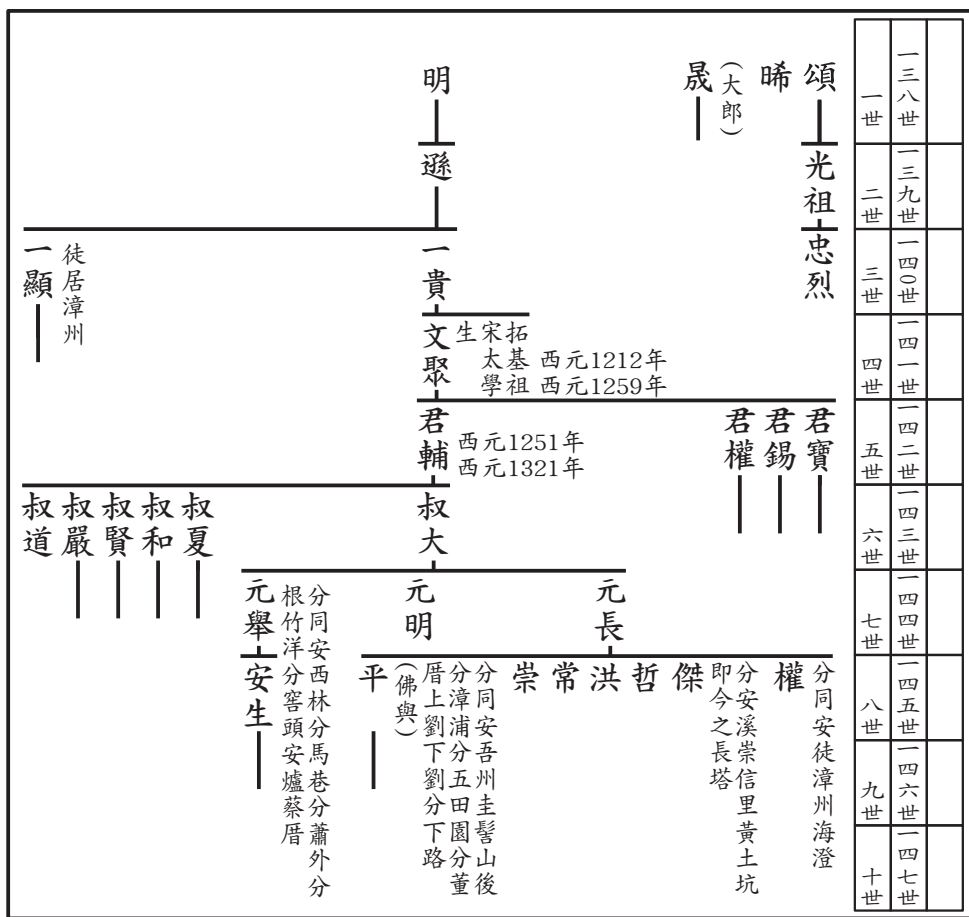 一三八世
一三九世
一四〇世
一四一世
一四二世
一四三世
一四四世
一四五世
一四六世
一四七世
一世
二世
三世
四世
五世
六世
七世
八世
九世
十世
頌
晞
晟
(大郎)
明
光祖
遜
忠烈
一貴
一顯
徒居漳州
文聚
生宋拓
太基 西元1212年
學祖 西元1259年
君寶
君錫
君權
君輔
西元1251年
西元1321年
叔大
叔夏
叔和
叔賢
叔嚴
叔道
元長
元明
元舉
分同安西林分馬巷分蕭外分
根竹洋分窖頭安爐蔡厝
權
分同安徒漳州海澄
傑
分安溪崇信里黃土坑
即今之長塔
哲
洪
常
崇
平
分同安吾州圭髻山後
分漳浦分五田園分董
厝上劉下劉分下路
(佛與)
安生